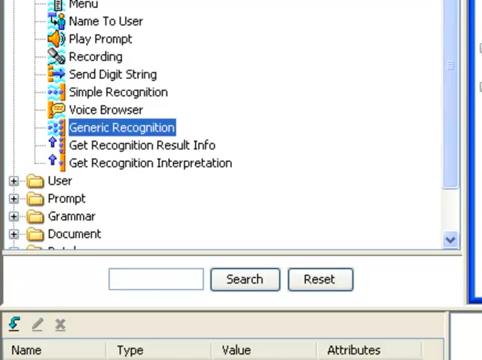 Menu
Name To User
Play Prompt
Recording
Send Digit String
Simple Recognition
Voice Browser
Generic Recognition
Get Recognition Result Info
Get Recognition Interpretation
User
Prompt
Grammar
Document
Search Reset
Name Type Value Attributes